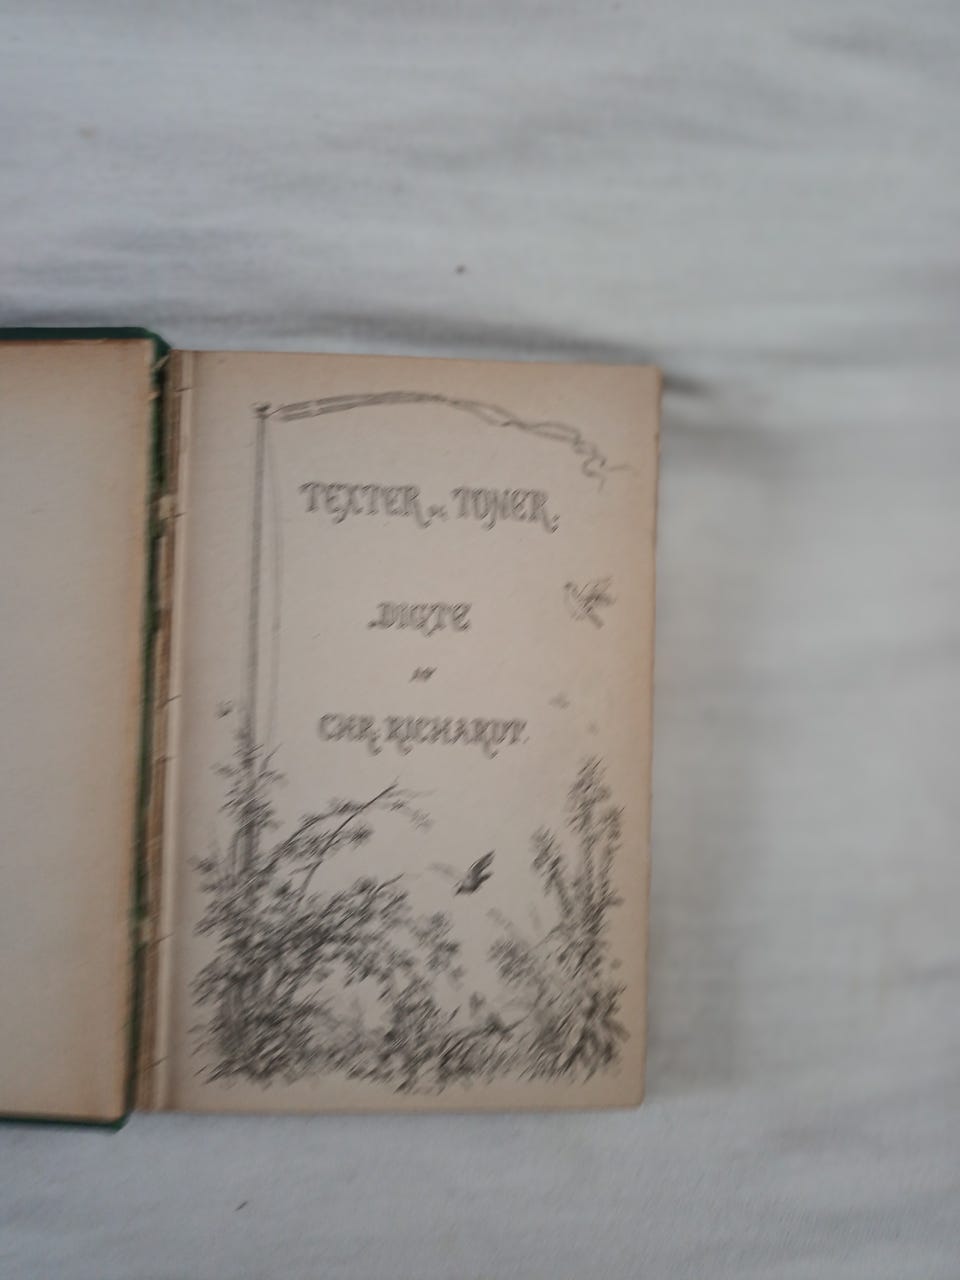 TEXTER OG TONER,
DIGTE
AF
CHR. RICHARDT.